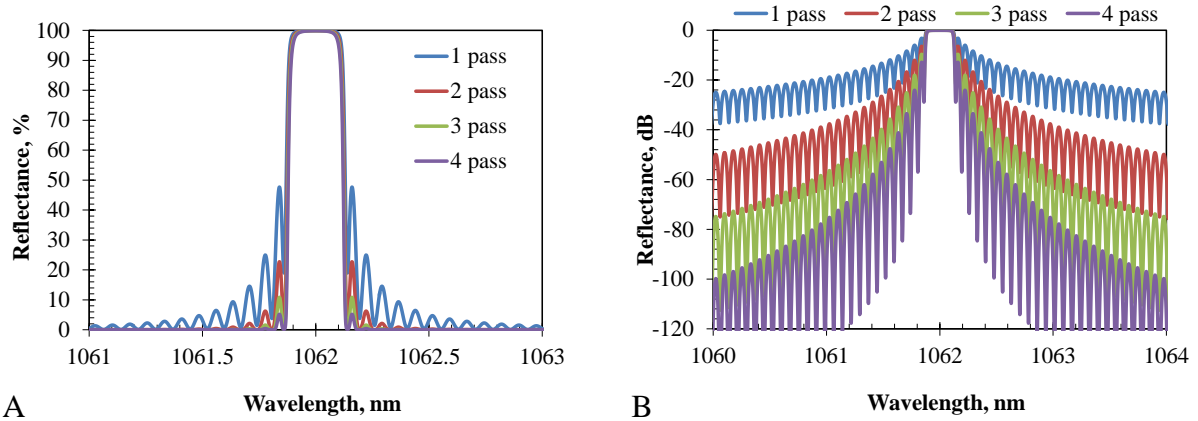 100
90
80
70
60
50
40
30
20
10
0
Reflectance, %
1 pass
2 pass
3 pass
4 pass
1061
1061.5
1062
1062.5
1063
Wavelength, nm
A
1 pass 2 pass 3 pass 4 pass
0
-20
-40
-60
-80
-100
-120
Reflectance, dB
1060
1061
1062
1063
1064
Wavelength, nm
B